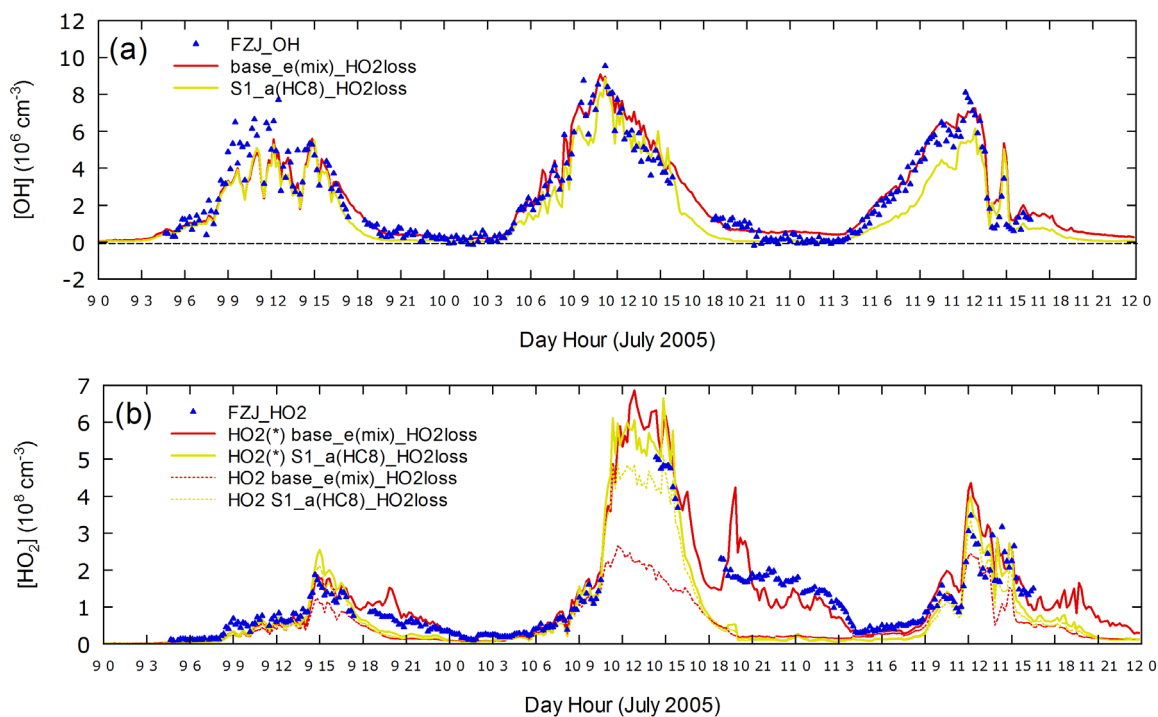 (a)
[OH] (10⁶ cm⁻³)
12
10
8
6
4
2
0
-2
FZJ_OH
base_e(mix)_HO2loss
S1_a(HC8)_HO2loss
9 0 9 3 9 6 9 9 9 12 9 15 9 18 9 21 10 0 10 3 10 6 10 9 10 12 10 15 10 18 10 21 11 0 11 3 11 6 11 9 11 12 11 15 11 18 11 21 12 0
Day Hour (July 2005)
(b)
[HO₂] (10⁸ cm⁻³)
7
6
5
4
3
2
1
0
FZJ_HO2
HO2(*) base_e(mix)_HO2loss
HO2(*) S1_a(HC8)_HO2loss
HO2 base_e(mix)_HO2loss
HO2 S1_a(HC8)_HO2loss
9 0 9 3 9 6 9 9 9 12 9 15 9 18 9 21 10 0 10 3 10 6 10 9 10 12 10 15 10 18 10 21 11 0 11 3 11 6 11 9 11 12 11 15 11 18 11 21 12 0
Day Hour (July 2005)